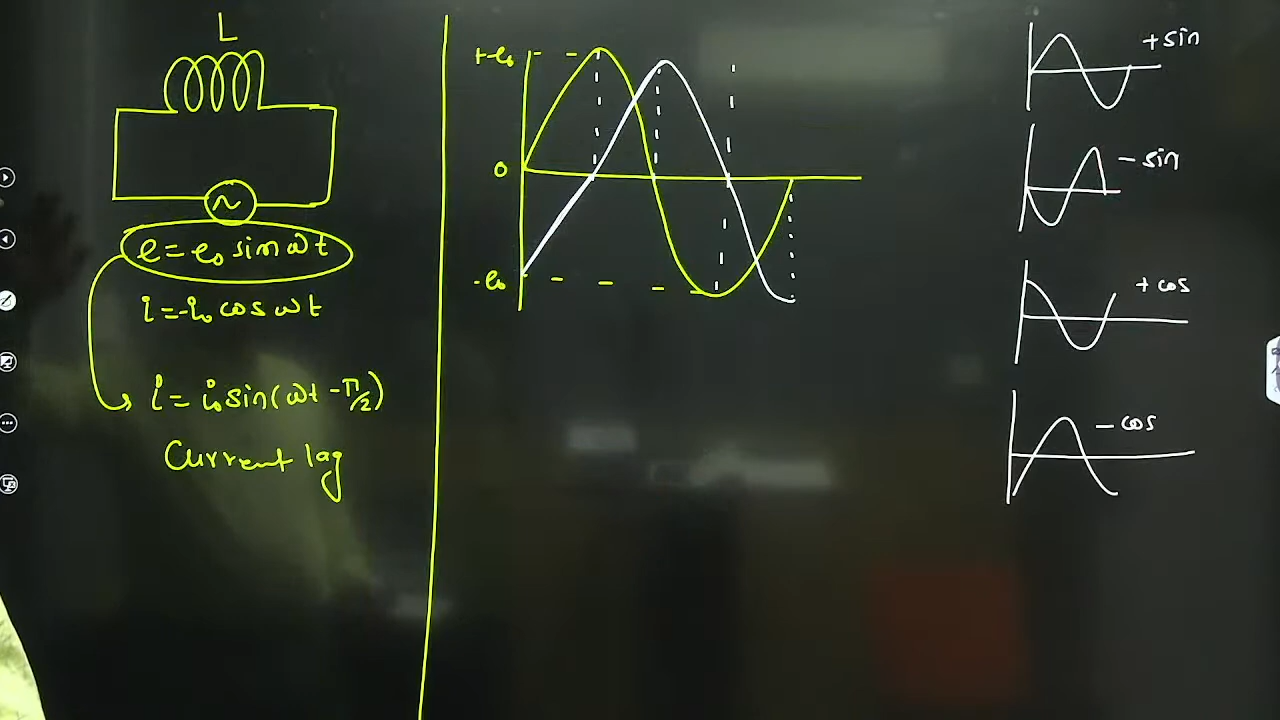 L
~
e = e₀ sin ωt
i = -i₀ cos ωt
i = i₀ sin(ωt - π/2)
Current lag
+e₀
0
-e₀
+ sin
- sin
+ cos
- cos